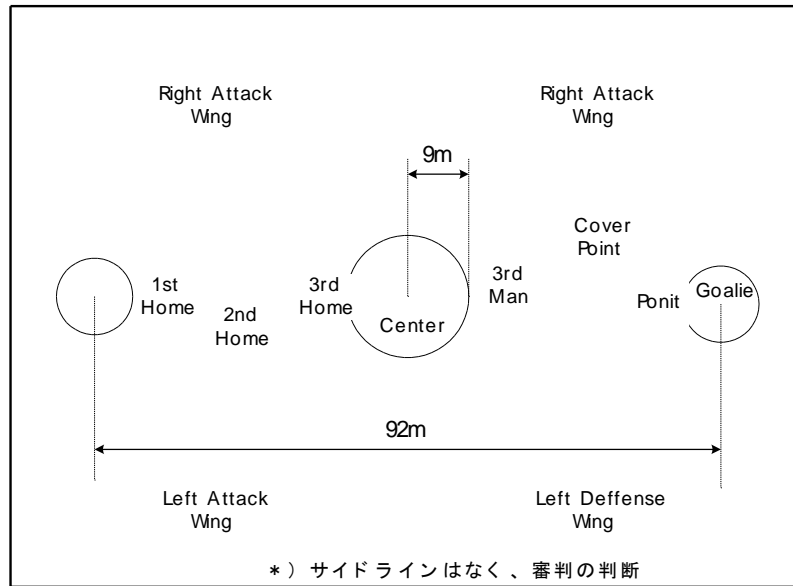 Right Attack
Wing
Right Attack
Wing
9m
Cover
Point
1st
Home
2nd
Home
3rd
Home
Center
3rd
Man
Ponit
Goalie
92m
Left Attack
Wing
Left Deffense
Wing
*）サイドラインはなく、審判の判断